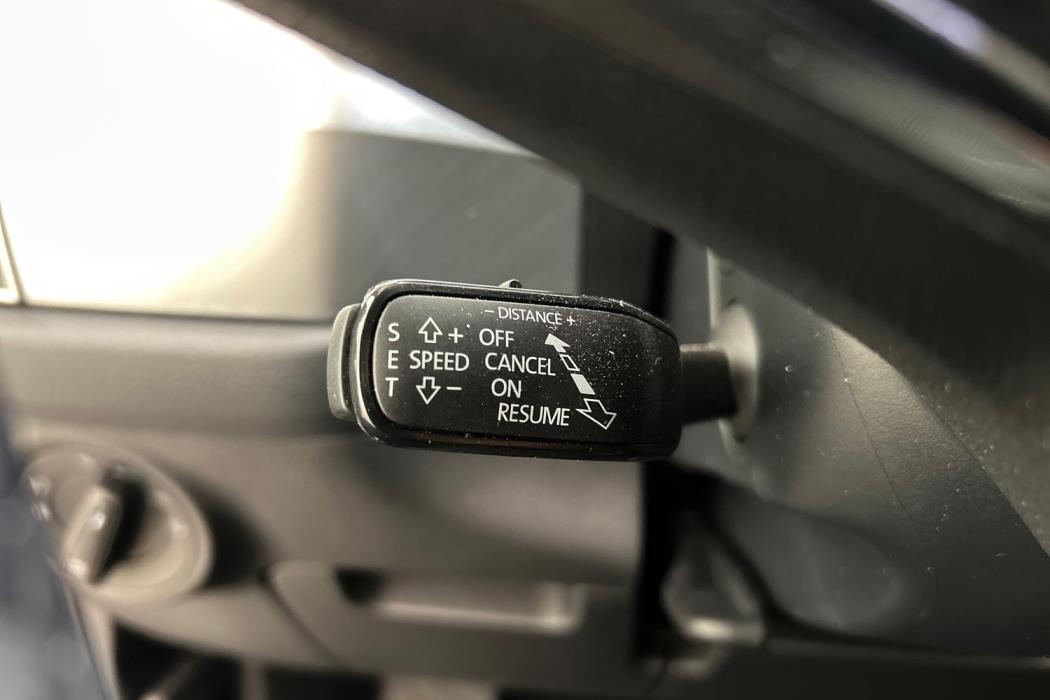 − DISTANCE +
S + OFF
E SPEED CANCEL
T − ON
RESUME